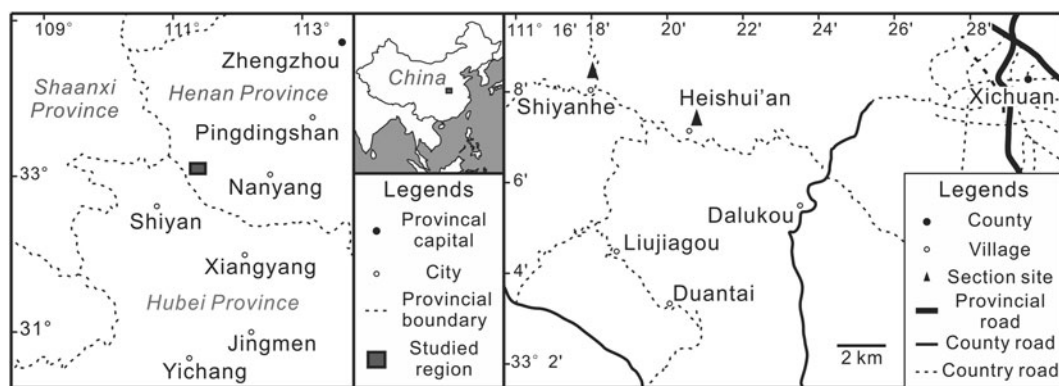 109°
111°
113°
Zhengzhou
Shaanxi
Province
Henan Province
Pingdingshan
33°
Nanyang
Shiyan
Xiangyang
Hubei Province
31°
Jingmen
Yichang
China
Legends
Provincal
capital
City
Provincial
boundary
Studied
region
111° 16'
18'
20'
22'
24'
26'
28'
8'
Shiyanhe
Heishui'an
Xichuan
6'
Dalukou
Liujiagou
4'
Duantai
33° 2'
2 km
Legends
County
Village
Section site
Provincial
road
County road
Country road